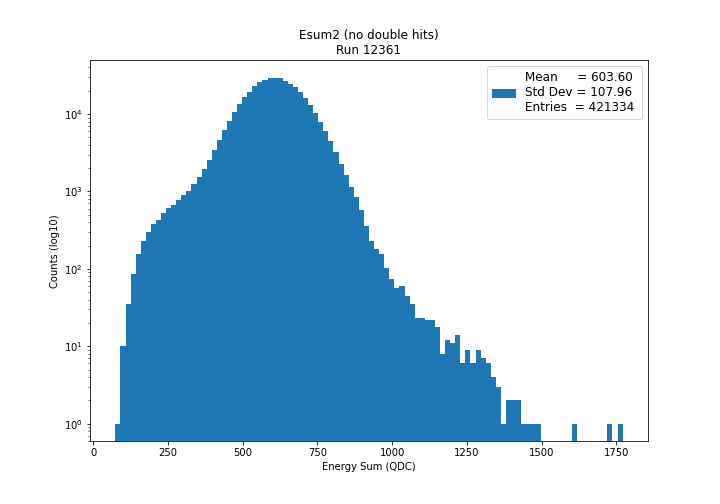 Esum2 (no double hits)
Run 12361
Mean = 603.60
Std Dev = 107.96
Entries = 421334
Counts (log10)
10⁴
10³
10²
10¹
10⁰
0 250 500 750 1000 1250 1500 1750
Energy Sum (QDC)